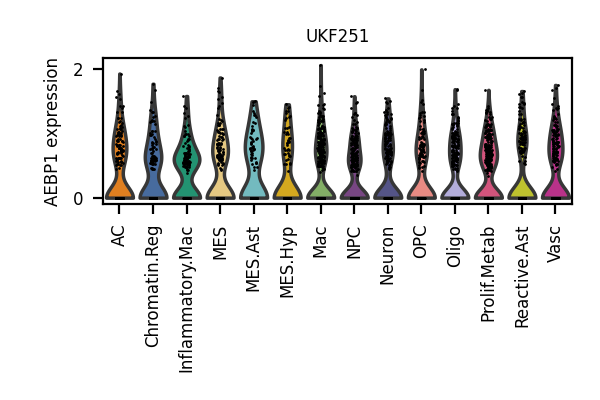 UKF251
AEBP1 expression
2
0
AC
Chromatin.Reg
Inflammatory.Mac
MES
MES.Ast
MES.Hyp
Mac
NPC
Neuron
OPC
Oligo
Prolif.Metab
Reactive.Ast
Vasc